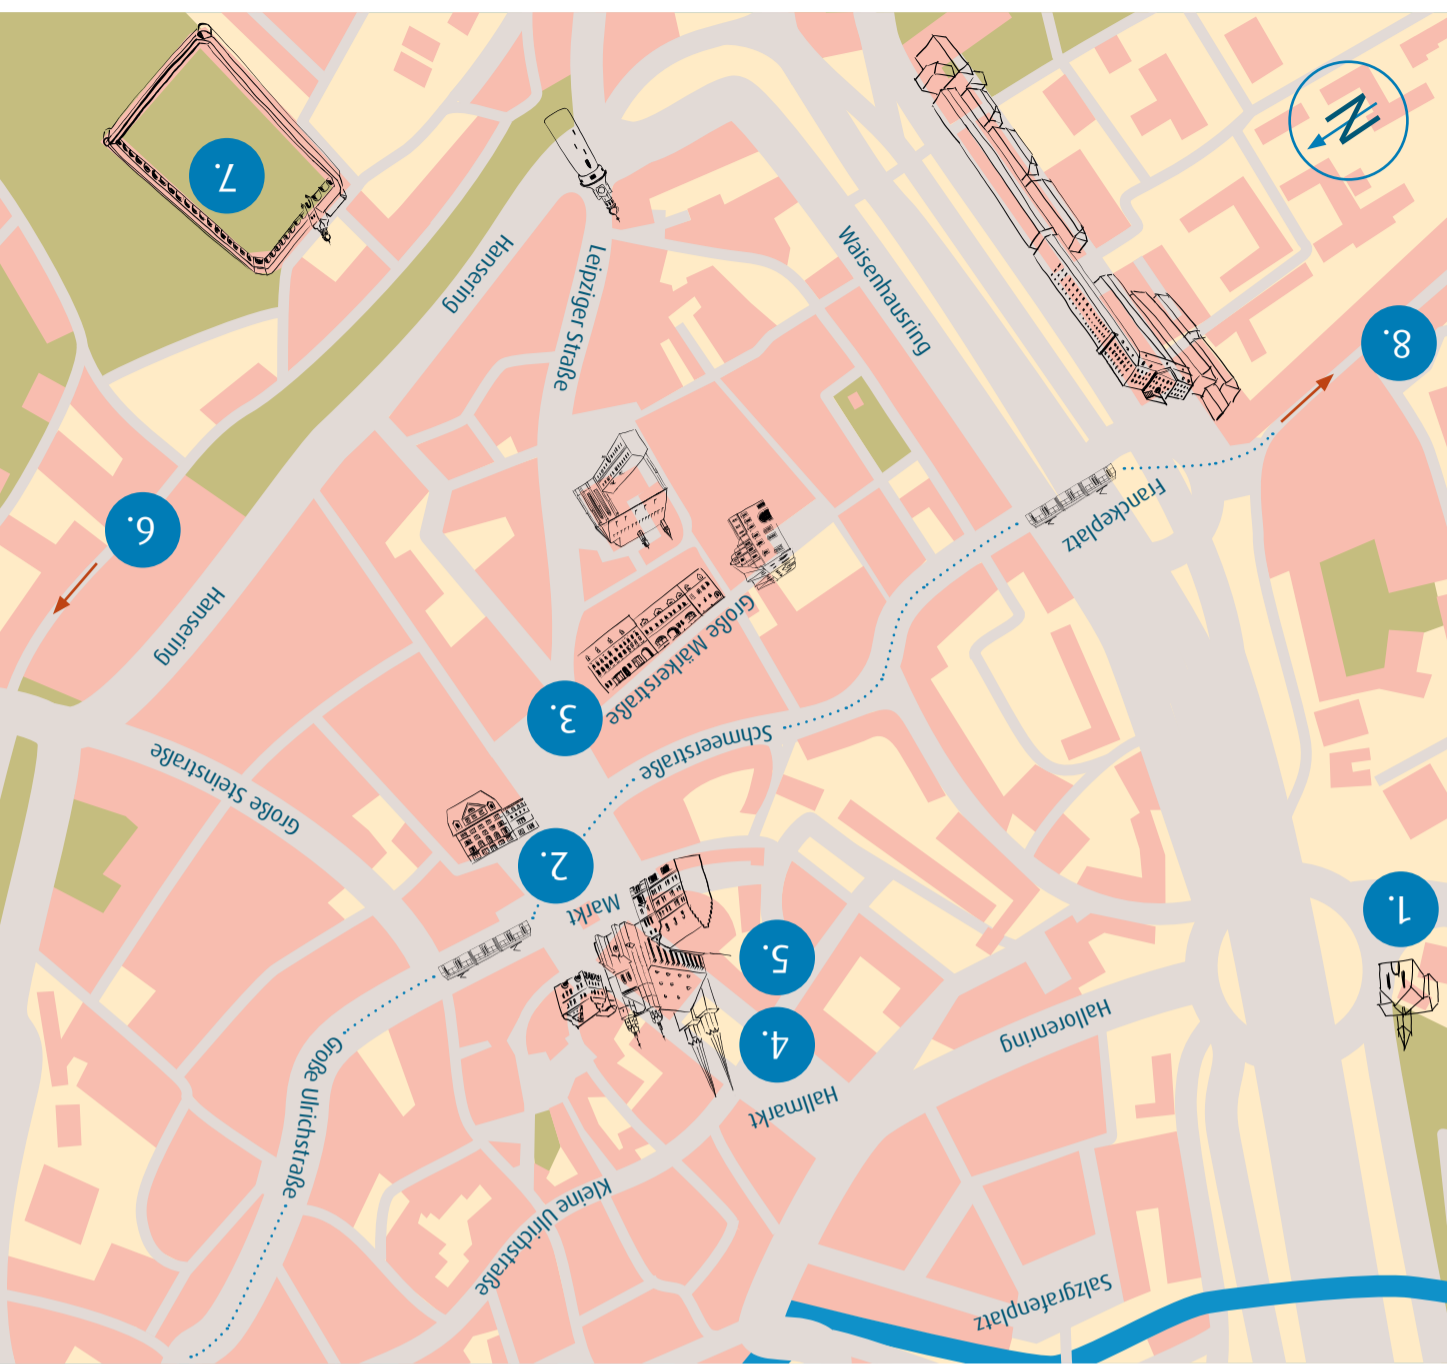 Salzgrafenplatz
Kleine Ulrichstraße
Große Ulrichstraße
Hallmarkt
4.
Hallorenring
5.
1.
Markt
2.
Große Steinstraße
Schmeerstraße
3.
Große Märkerstraße
Hansering
6.
Franckeplatz
8.
Leipziger Straße
Waisenhausring
Hansering
7.
N